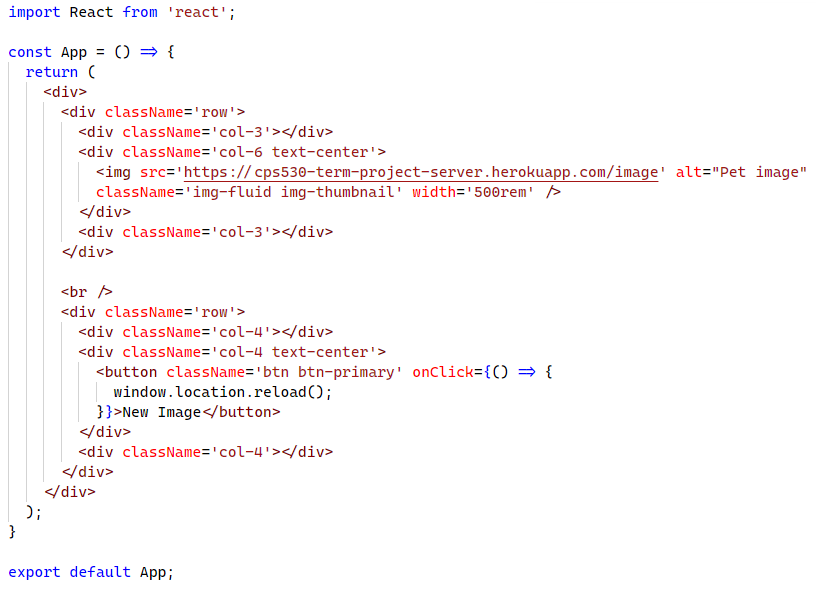 import React from 'react';

const App = () => {
  return (
    <div>
      <div className='row'>
        <div className='col-3'></div>
        <div className='col-6 text-center'>
          <img src='https://cps530-term-project-server.herokuapp.com/image' alt="Pet image"
          className='img-fluid img-thumbnail' width='500rem' />
        </div>
        <div className='col-3'></div>
      </div>

      <br />
      <div className='row'>
        <div className='col-4'></div>
        <div className='col-4 text-center'>
          <button className='btn btn-primary' onClick={() => {
            window.location.reload();
          }}>New Image</button>
        </div>
        <div className='col-4'></div>
      </div>
    </div>
  );
}

export default App;